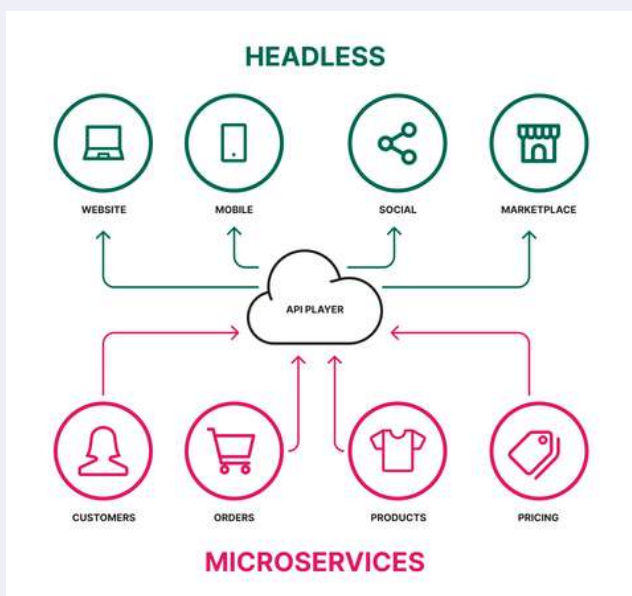 HEADLESS
WEBSITE
MOBILE
SOCIAL
MARKETPLACE
API PLAYER
CUSTOMERS
ORDERS
PRODUCTS
PRICING
MICROSERVICES